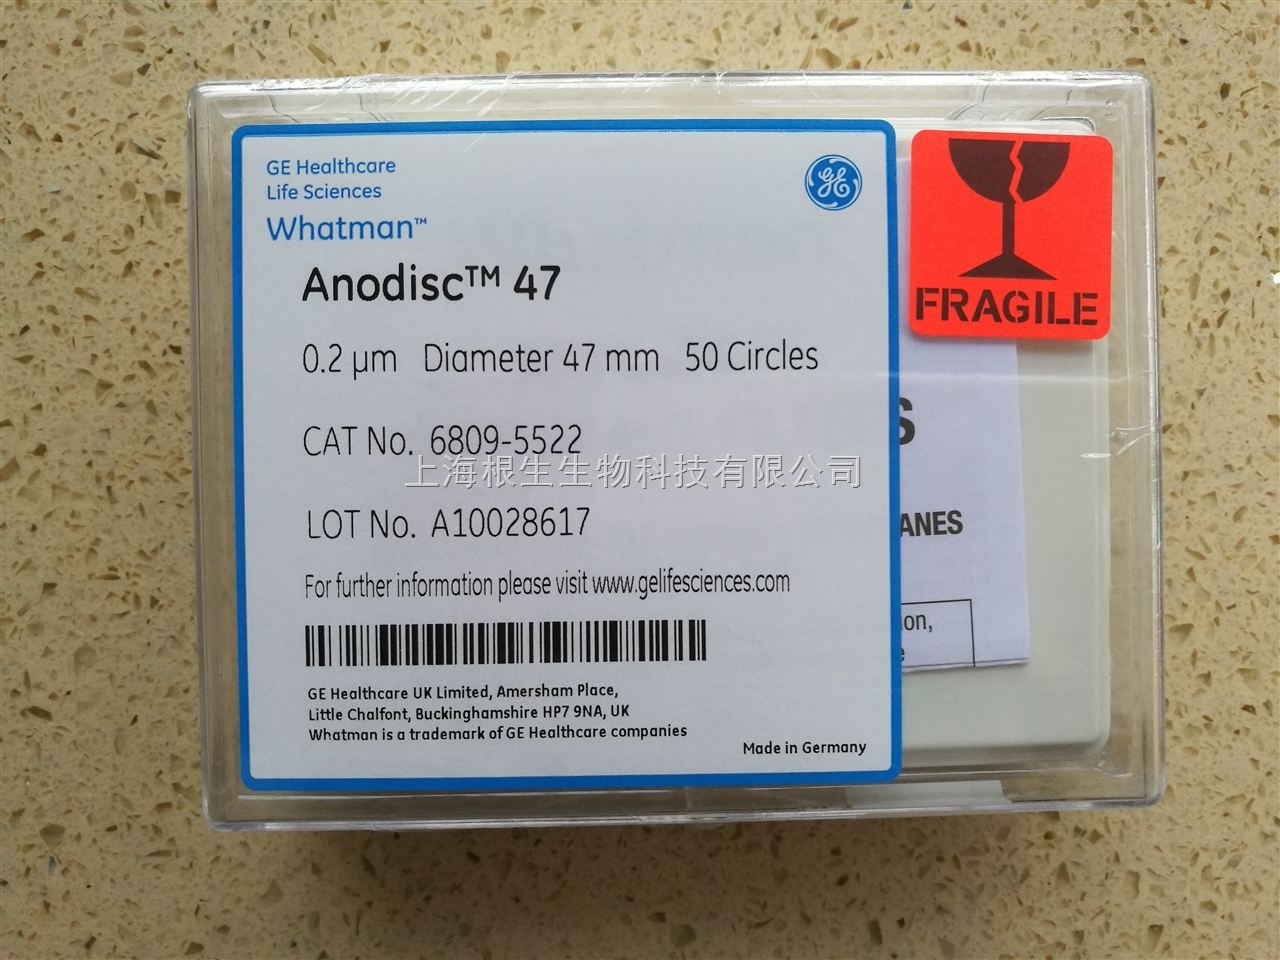 GE Healthcare
Life Sciences
Whatman™
GE
Anodisc™ 47
0.2 µm Diameter 47 mm 50 Circles
CAT No. 6809-5522
上海根生生物科技有限公司
LOT No. A10028617
For further information please visit www.gelifesciences.com
GE Healthcare UK Limited, Amersham Place,
Little Chalfont, Buckinghamshire HP7 9NA, UK
Whatman is a trademark of GE Healthcare companies
Made in Germany
FRAGILE
S
ANES
on,
e